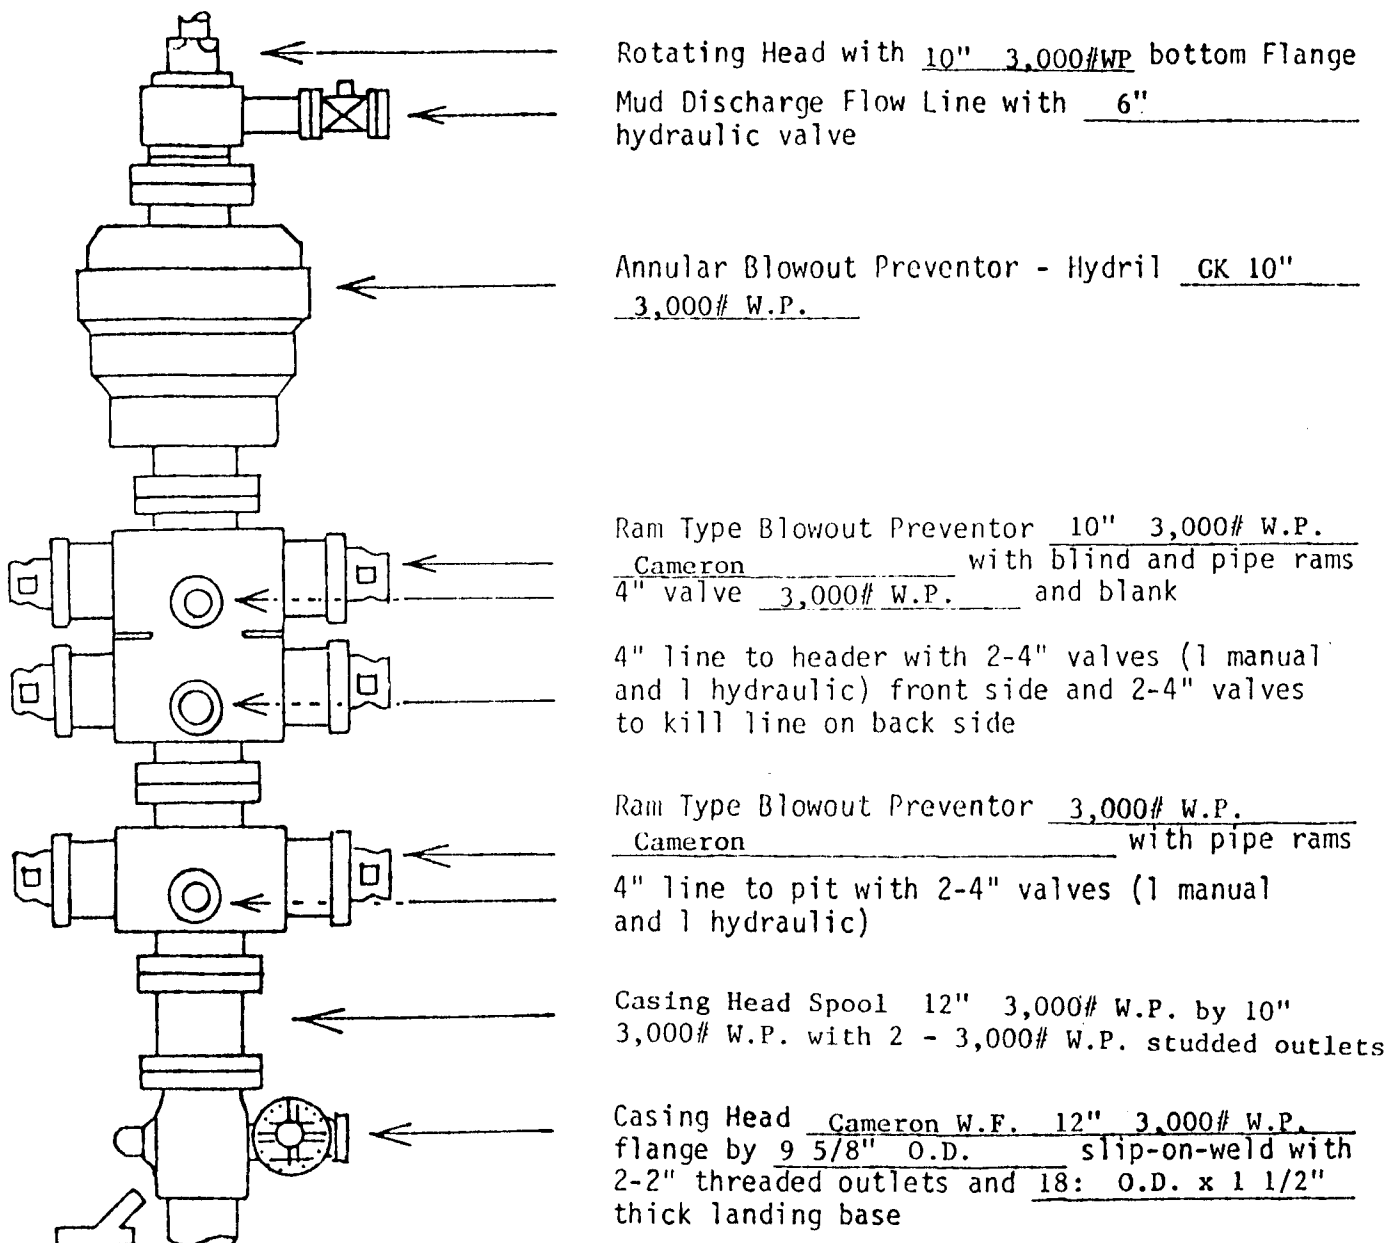 Rotating Head with 10" 3,000#WP bottom Flange
Mud Discharge Flow Line with 6"
hydraulic valve
Annular Blowout Preventor - Hydril GK 10"
3,000# W.P.
Ram Type Blowout Preventor 10" 3,000# W.P.
Cameron with blind and pipe rams
4" valve 3,000# W.P. and blank
4" line to header with 2-4" valves (1 manual
and 1 hydraulic) front side and 2-4" valves
to kill line on back side
Ram Type Blowout Preventor 3,000# W.P.
Cameron with pipe rams
4" line to pit with 2-4" valves (1 manual
and 1 hydraulic)
Casing Head Spool 12" 3,000# W.P. by 10"
3,000# W.P. with 2 - 3,000# W.P. studded outlets
Casing Head Cameron W.F. 12" 3,000# W.P.
flange by 9 5/8" O.D. slip-on-weld with
2-2" threaded outlets and 18: O.D. x 1 1/2"
thick landing base